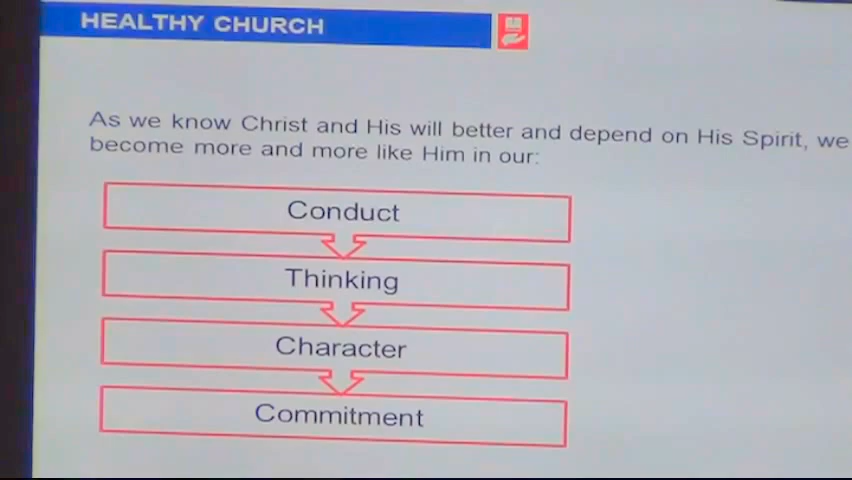 HEALTHY CHURCH
As we know Christ and His will better and depend on His Spirit, we
become more and more like Him in our:
Conduct
Thinking
Character
Commitment